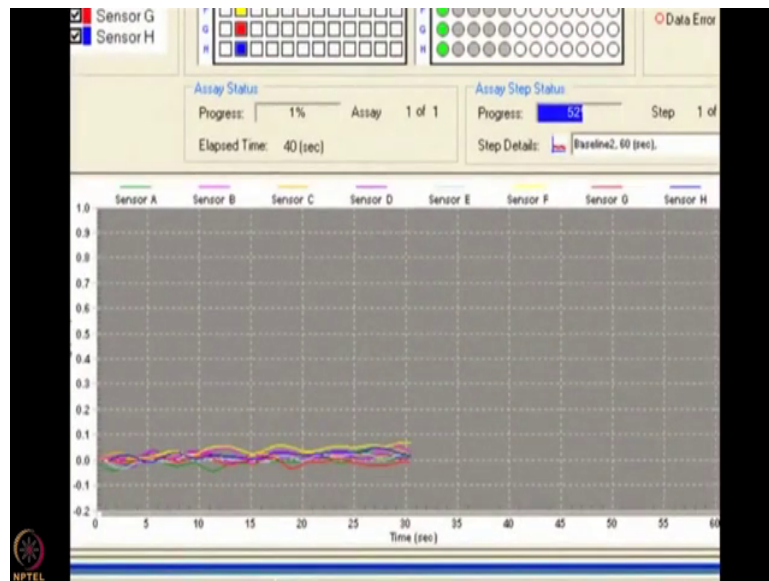 Sensor G
G
Data Error
Sensor H
H
Assay Status
Assay Step Status
Progress: 1% Assay 1 of 1
Progress: 52 Step 1 of
Elapsed Time: 40 (sec)
Step Details: Baseline2, 60 (sec),
Sensor A Sensor B Sensor C Sensor D Sensor E Sensor F Sensor G Sensor H
1.0
0.9
0.8
0.7
0.6
0.5
0.4
0.3
0.2
0.1
0.0
-0.1
-0.2
0 5 10 15 20 25 30 35 40 45 50 55 60
Time (sec)
NPTEL